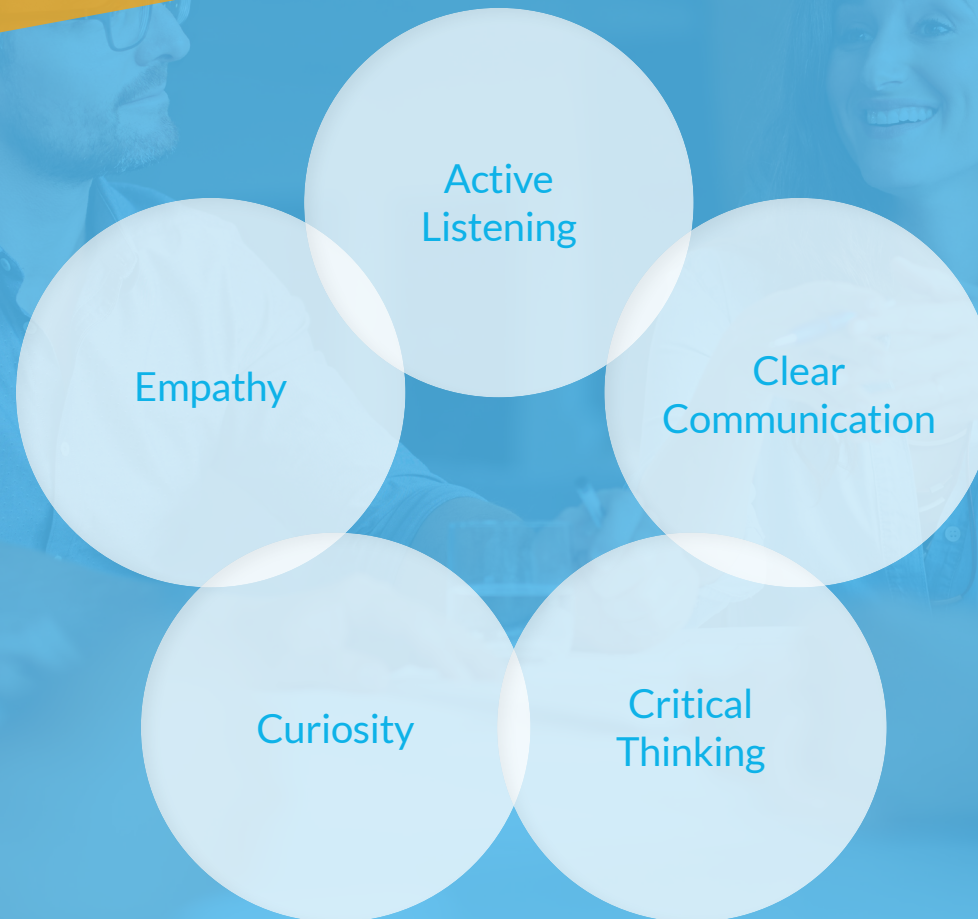 Active
Listening
Empathy
Clear
Communication
Curiosity
Critical
Thinking